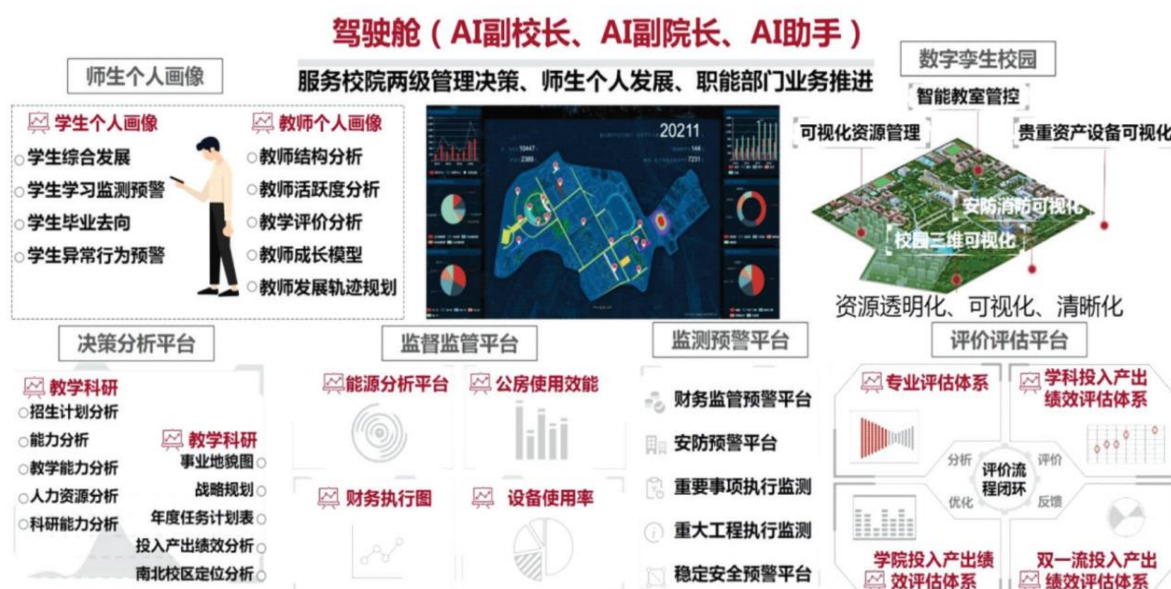 驾驶舱（AI副校长、AI副院长、AI助手）
服务校院两级管理决策、师生个人发展、职能部门业务推进
师生个人画像
学生个人画像
学生综合发展
学生学习监测预警
学生毕业去向
学生异常行为预警
教师个人画像
教师结构分析
教师活跃度分析
教学评价分析
教师成长模型
教师发展轨迹规划
20211
10447
2388
144
7231
数字孪生校园
智能教室管控
可视化资源管理
贵重资产设备可视化
安防消防可视化
校园三维可视化
资源透明化、可视化、清晰化
决策分析平台
教学科研
招生计划分析
能力分析
教学能力分析
人力资源分析
科研能力分析
教学科研
事业地貌图
战略规划
年度任务计划表
投入产出绩效分析
南北校区定位分析
监督监管平台
能源分析平台
公房使用效能
财务执行图
设备使用率
监测预警平台
财务监管预警平台
安防预警平台
重要事项执行监测
重大工程执行监测
稳定安全预警平台
评价评估平台
专业评估体系
学科投入产出
绩效评估体系
分析
评价
评价流
程闭环
优化
反馈
学院投入产出绩
效评估体系
双一流投入产出
绩效评估体系